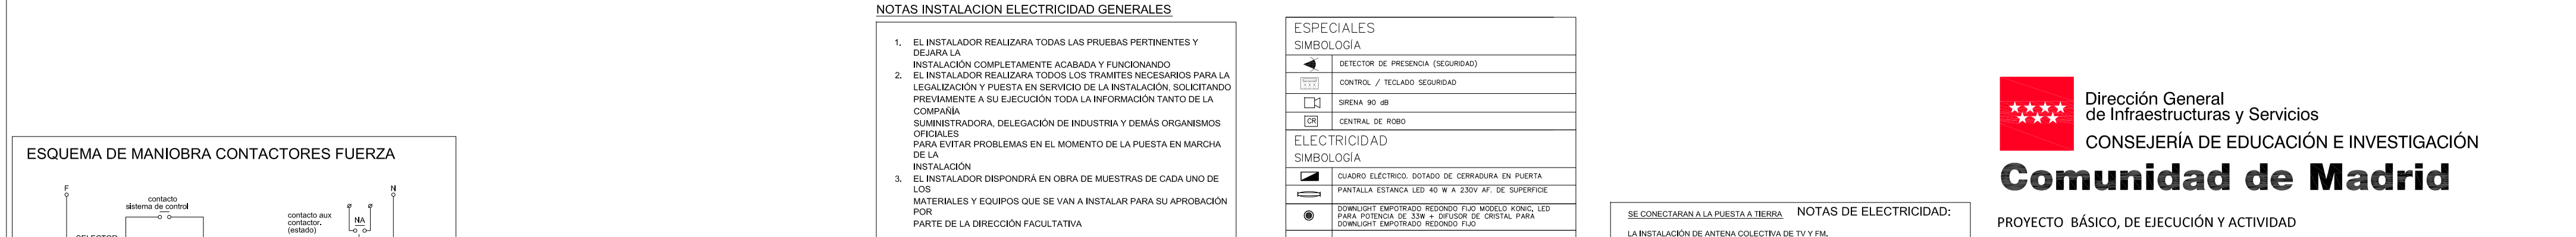 NOTAS INSTALACION ELECTRICIDAD GENERALES
1. EL INSTALADOR REALIZARA TODAS LAS PRUEBAS PERTINENTES Y
DEJARA LA
INSTALACIÓN COMPLETAMENTE ACABADA Y FUNCIONANDO
2. EL INSTALADOR REALIZARA TODOS LOS TRAMITES NECESARIOS PARA LA
LEGALIZACIÓN Y PUESTA EN SERVICIO DE LA INSTALACIÓN, SOLICITANDO
PREVIAMENTE A SU EJECUCIÓN TODA LA INFORMACIÓN TANTO DE LA
COMPAÑÍA
SUMINISTRADORA, DELEGACIÓN DE INDUSTRIA Y DEMÁS ORGANISMOS
OFICIALES
PARA EVITAR PROBLEMAS EN EL MOMENTO DE LA PUESTA EN MARCHA
DE LA
INSTALACIÓN
3. EL INSTALADOR DISPONDRÁ EN OBRA DE MUESTRAS DE CADA UNO DE
LOS
MATERIALES Y EQUIPOS QUE SE VAN A INSTALAR PARA SU APROBACIÓN
POR
PARTE DE LA DIRECCIÓN FACULTATIVA
ESQUEMA DE MANIOBRA CONTACTORES FUERZA
F
contacto
sistema de control
contacto aux
contactor.
(estado)
NA
N
SELECTOR
ESPECIALES
SIMBOLOGÍA
DETECTOR DE PRESENCIA (SEGURIDAD)
CONTROL / TECLADO SEGURIDAD
SIRENA 90 dB
CR CENTRAL DE ROBO
ELECTRICIDAD
SIMBOLOGÍA
CUADRO ELÉCTRICO. DOTADO DE CERRADURA EN PUERTA
PANTALLA ESTANCA LED 40 W A 230V AF. DE SUPERFICIE
DOWNLIGHT EMPOTRADO REDONDO FIJO MODELO KONIC, LED
PARA POTENCIA DE 33W + DIFUSOR DE CRISTAL PARA
DOWNLIGHT EMPOTRADO REDONDO FIJO
SE CONECTARAN A LA PUESTA A TIERRA NOTAS DE ELECTRICIDAD:
LA INSTALACIÓN DE ANTENA COLECTIVA DE TV Y FM.
Dirección General
de Infraestructuras y Servicios
CONSEJERÍA DE EDUCACIÓN E INVESTIGACIÓN
Comunidad de Madrid
PROYECTO BÁSICO, DE EJECUCIÓN Y ACTIVIDAD